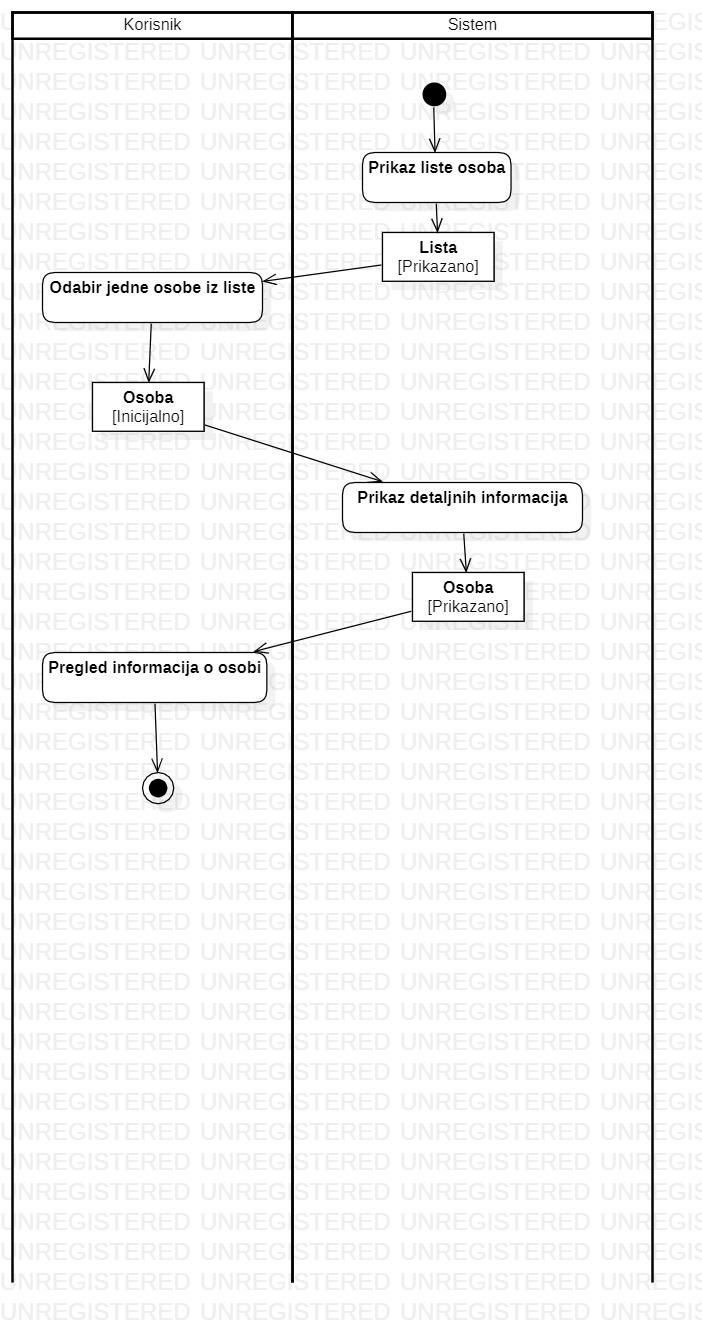 Korisnik
Sistem
Prikaz liste osoba
Lista
[Prikazano]
Odabir jedne osobe iz liste
Osoba
[Inicijalno]
Prikaz detaljnih informacija
Osoba
[Prikazano]
Pregled informacija o osobi
UNREGISTERED UNREGISTERED UNREGISTERED UNREGIS